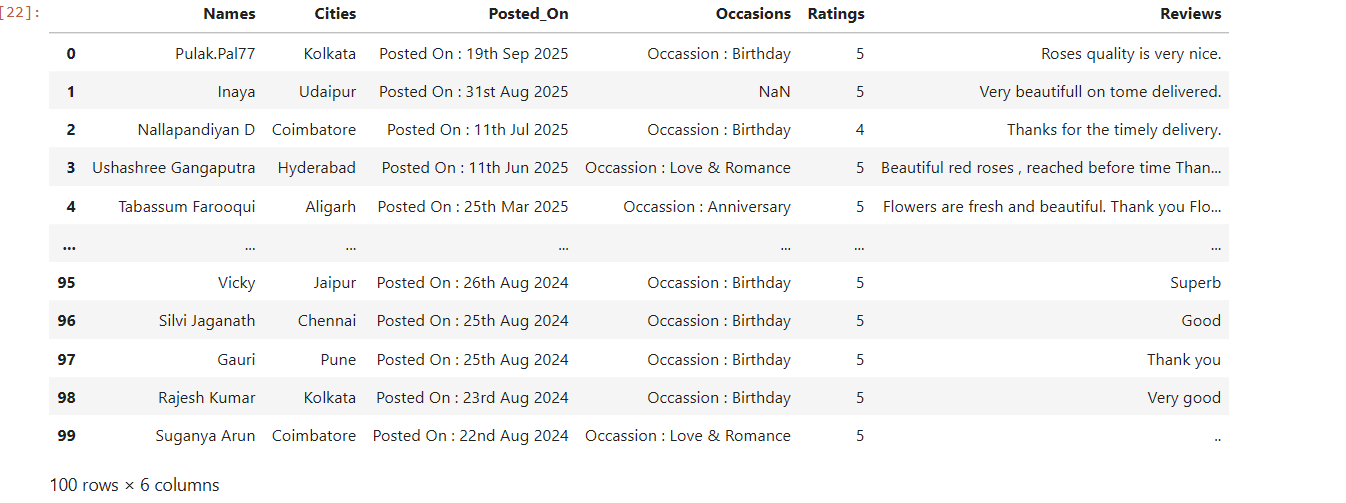 [22]:
Names Cities Posted_On Occasions Ratings Reviews
0 Pulak.Pal77 Kolkata Posted On : 19th Sep 2025 Occassion : Birthday 5 Roses quality is very nice.
1 Inaya Udaipur Posted On : 31st Aug 2025 NaN 5 Very beautifull on tome delivered.
2 Nallapandiyan D Coimbatore Posted On : 11th Jul 2025 Occassion : Birthday 4 Thanks for the timely delivery.
3 Ushashree Gangaputra Hyderabad Posted On : 11th Jun 2025 Occassion : Love & Romance 5 Beautiful red roses , reached before time Than...
4 Tabassum Farooqui Aligarh Posted On : 25th Mar 2025 Occassion : Anniversary 5 Flowers are fresh and beautiful. Thank you Flo...
... ... ... ... ... ... ...
95 Vicky Jaipur Posted On : 26th Aug 2024 Occassion : Birthday 5 Superb
96 Silvi Jaganath Chennai Posted On : 25th Aug 2024 Occassion : Birthday 5 Good
97 Gauri Pune Posted On : 25th Aug 2024 Occassion : Birthday 5 Thank you
98 Rajesh Kumar Kolkata Posted On : 23rd Aug 2024 Occassion : Birthday 5 Very good
99 Suganya Arun Coimbatore Posted On : 22nd Aug 2024 Occassion : Love & Romance 5 ..
100 rows × 6 columns